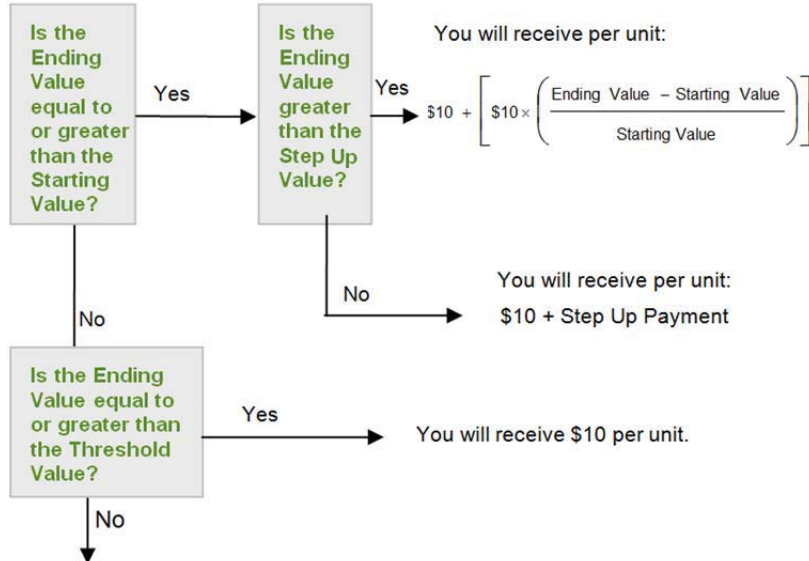 Is the
Ending
Value
equal to
or greater
than the
Starting
Value?
Yes
Is the
Ending
Value
greater
than the
Step Up
Value?
Yes
You will receive per unit:
$10 + [ $10 × ( Ending Value – Starting Value
Starting Value ) ]
No
You will receive per unit:
$10 + Step Up Payment
No
Is the Ending
Value equal to
or greater than
the Threshold
Value?
Yes
You will receive $10 per unit.
No